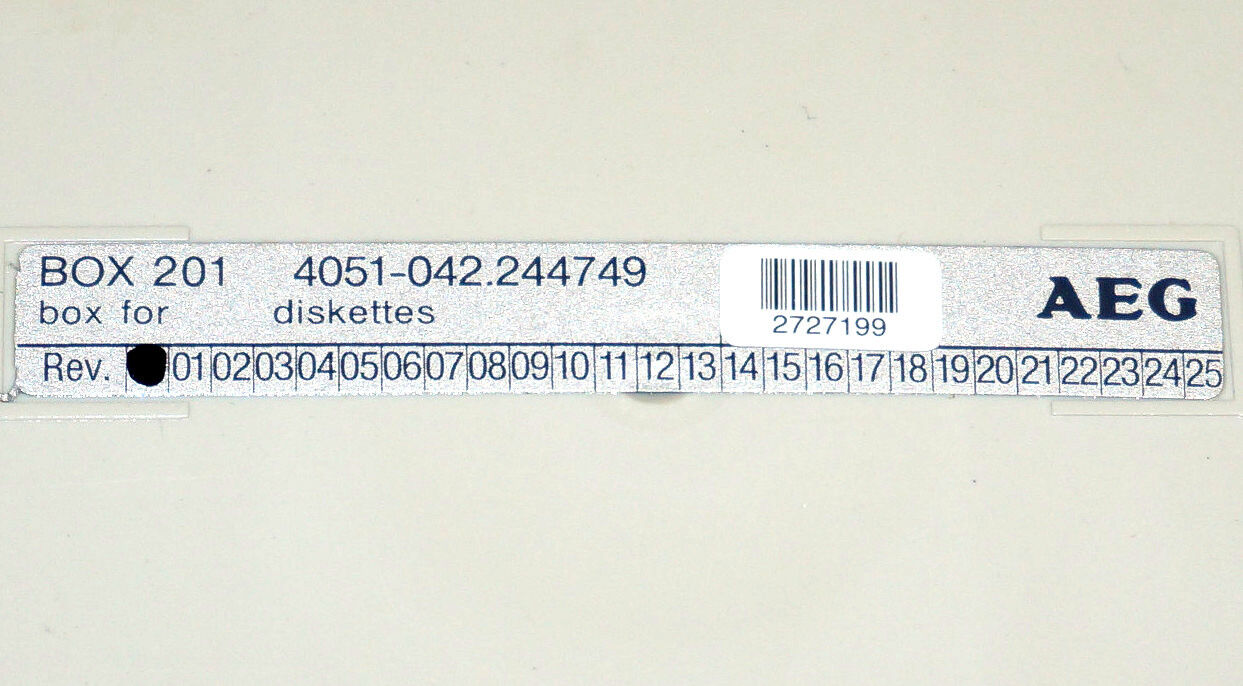 BOX 201 4051-042.244749
box for diskettes
2727199
AEG
Rev. 01 02 03 04 05 06 07 08 09 10 11 12 13 14 15 16 17 18 19 20 21 22 23 24 25